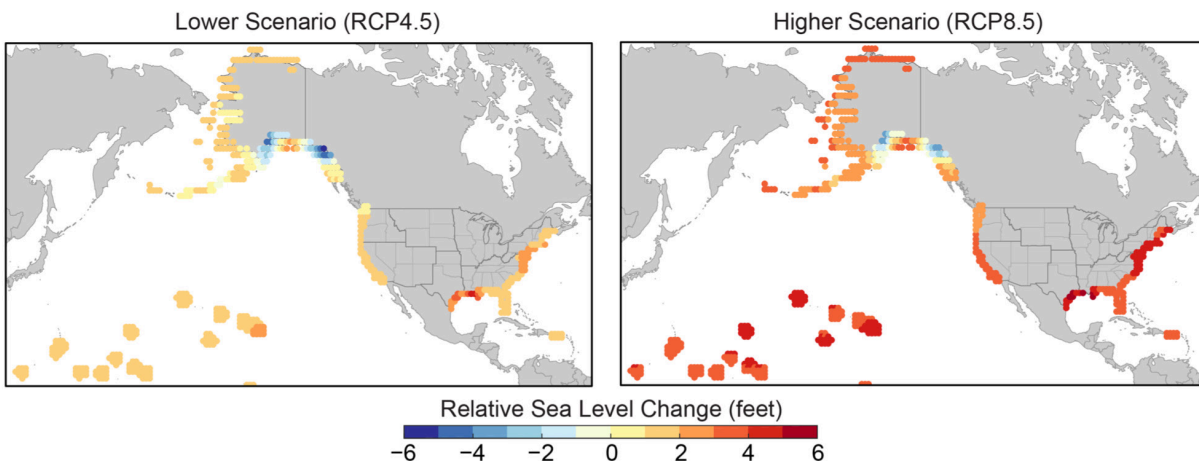 Lower Scenario (RCP4.5)
Higher Scenario (RCP8.5)
Relative Sea Level Change (feet)
−6 −4 −2 0 2 4 6